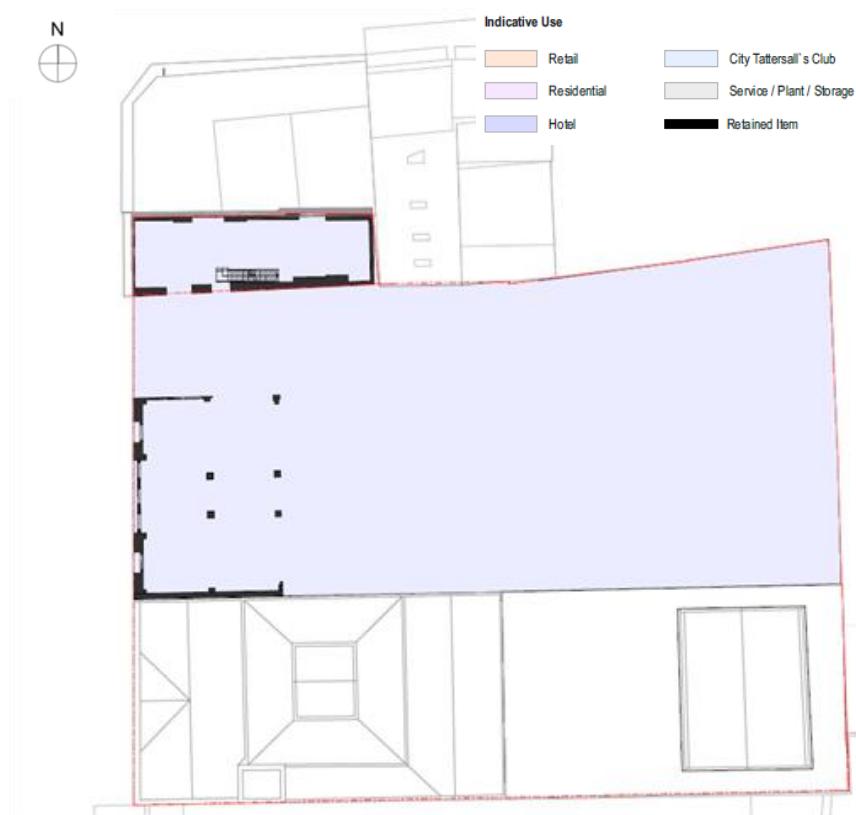 N
Indicative Use
Retail
City Tattersall`s Club
Residential
Service / Plant / Storage
Hotel
Retained Item